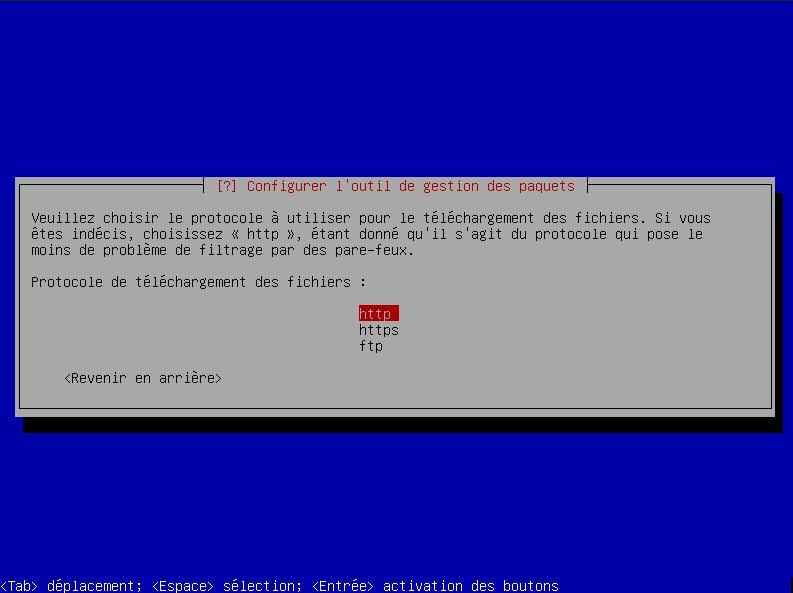 [?] Configurer l'outil de gestion des paquets
Veuillez choisir le protocole à utiliser pour le téléchargement des fichiers. Si vous
êtes indécis, choisissez « http », étant donné qu'il s'agit du protocole qui pose le
moins de problème de filtrage par des pare-feux.
Protocole de téléchargement des fichiers :
http
https
ftp
<Revenir en arrière>
<Tab> déplacement; <Espace> sélection; <Entrée> activation des boutons